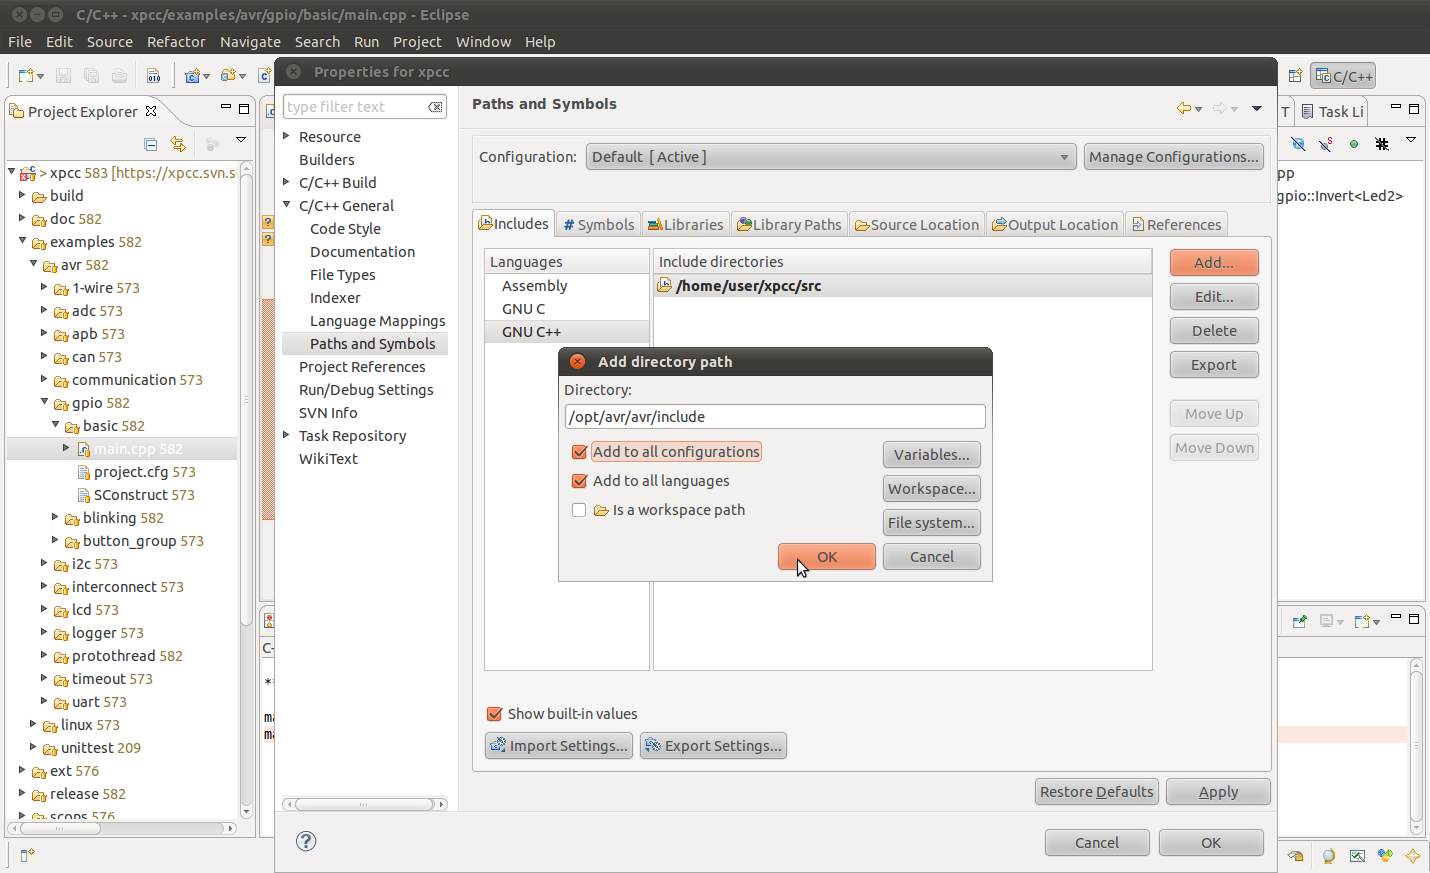 C/C++ - xpcc/examples/avr/gpio/basic/main.cpp - Eclipse
File Edit Source Refactor Navigate Search Run Project Window Help
C/C++
Project Explorer
> xpcc 583 [https://xpcc.svn.s
build
doc 582
examples 582
avr 582
1-wire 573
adc 573
apb 573
can 573
communication 573
gpio 582
basic 582
main.cpp 582
project.cfg 573
SConstruct 573
blinking 582
button_group 573
i2c 573
interconnect 573
lcd 573
logger 573
protothread 582
timeout 573
uart 573
linux 573
unittest 209
ext 576
release 582
scons 576
Properties for xpcc
type filter text
Resource
Builders
C/C++ Build
C/C++ General
Code Style
Documentation
File Types
Indexer
Language Mappings
Paths and Symbols
Project References
Run/Debug Settings
SVN Info
Task Repository
WikiText
Paths and Symbols
Configuration: Default [ Active ] Manage Configurations...
Includes # Symbols Libraries Library Paths Source Location Output Location References
Languages
Assembly
GNU C
GNU C++
Include directories
/home/user/xpcc/src
Add...
Edit...
Delete
Export
Move Up
Move Down
Add directory path
Directory:
/opt/avr/avr/include
Add to all configurations
Add to all languages
Is a workspace path
Variables...
Workspace...
File system...
OK Cancel
Show built-in values
Import Settings... Export Settings...
Restore Defaults Apply
Cancel OK
T Task Li
pp
gpio::Invert<Led2>
C-
ma
ma